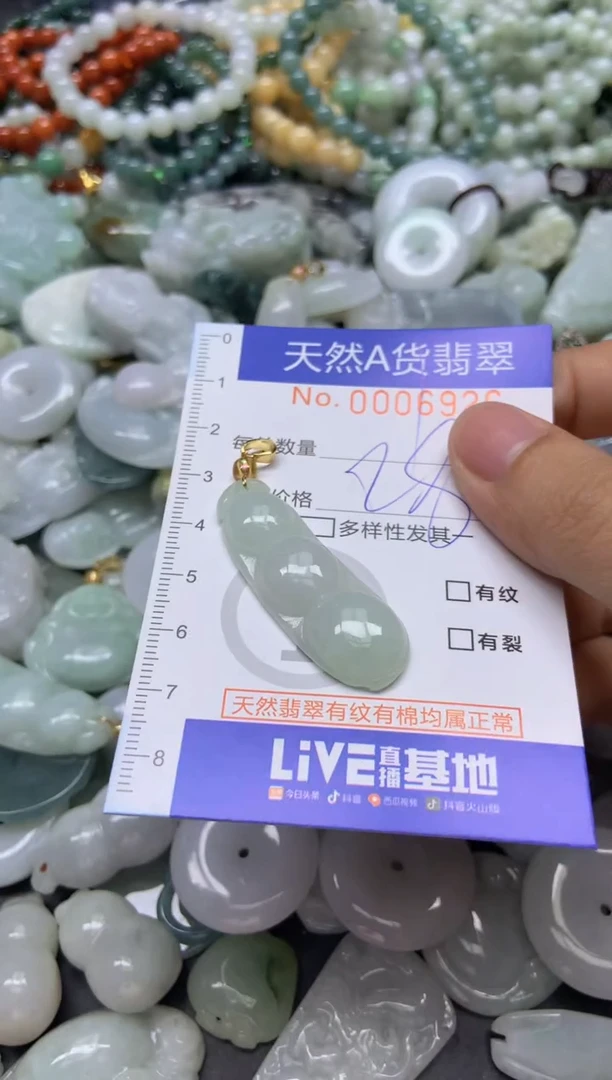 0
天然A货翡翠
1
No. 0006926
2
数量
28
3
价格
4
多样性发其一
5
有纹
6
有裂
7
天然翡翠有纹有棉均属正常
8
LiVE直播基地
今日头条 抖音 西瓜视频 抖音火山版